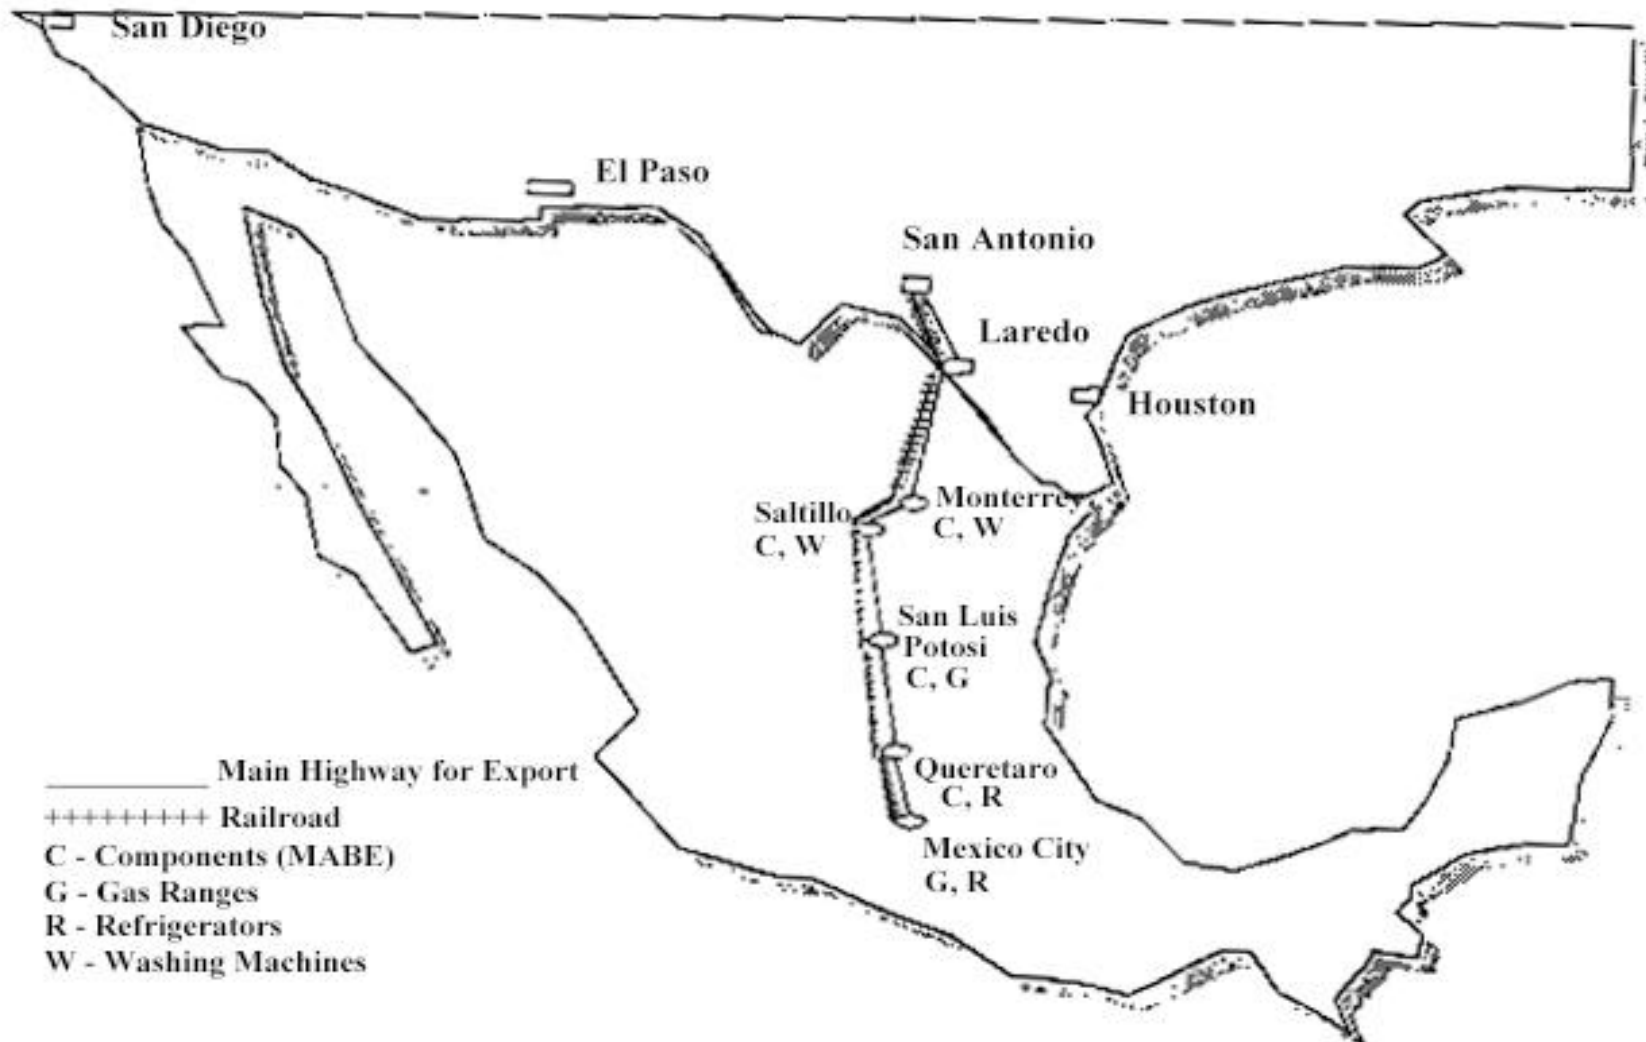 San Diego
El Paso
San Antonio
Laredo
Houston
Saltillo
C, W
Monterrey
C, W
San Luis
Potosi
C, G
Queretaro
C, R
Mexico City
G, R
Main Highway for Export
Railroad
C - Components (MABE)
G - Gas Ranges
R - Refrigerators
W - Washing Machines